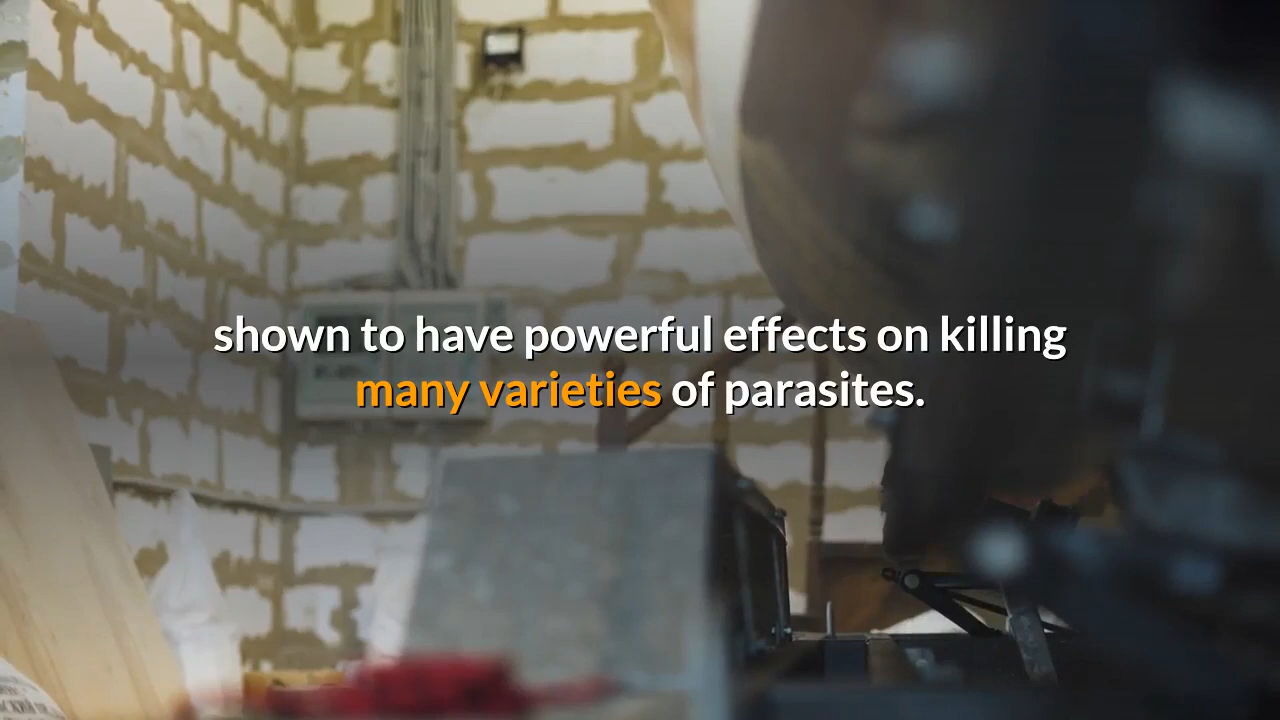 shown to have powerful effects on killing
many varieties of parasites.